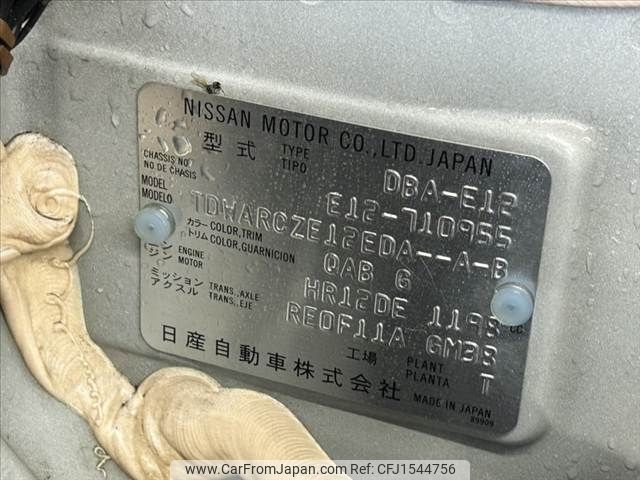 NISSAN MOTOR CO.,LTD.JAPAN
型式 TYPE TIPO DBA-E12
CHASSIS NO NO DE CHASIS E12-710955
MODEL MODELO TDWARCZE12EDA--A-B
カラー トリム COLOR,TRIM COLOR,GUARNICION QAB G
エンジン ENGINE MOTOR HR12DE 1198 CC
ミッション アクスル TRANS.,AXLE TRANS.,EJE RE0F11A GM38
工場 PLANT PLANTA T
日産自動車株式会社 MADE IN JAPAN
89909
www.CarFromJapan.com - CFJ1544756